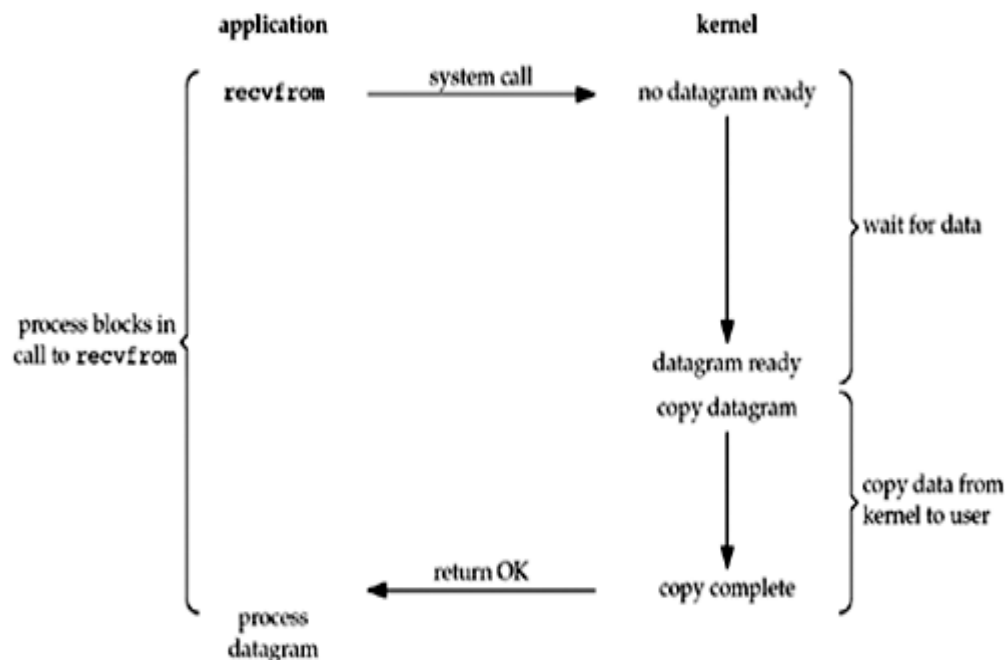 application
kernel
recvfrom
system call
no datagram ready
wait for data
process blocks in
call to recvfrom
datagram ready
copy datagram
copy data from
kernel to user
return OK
copy complete
process
datagram